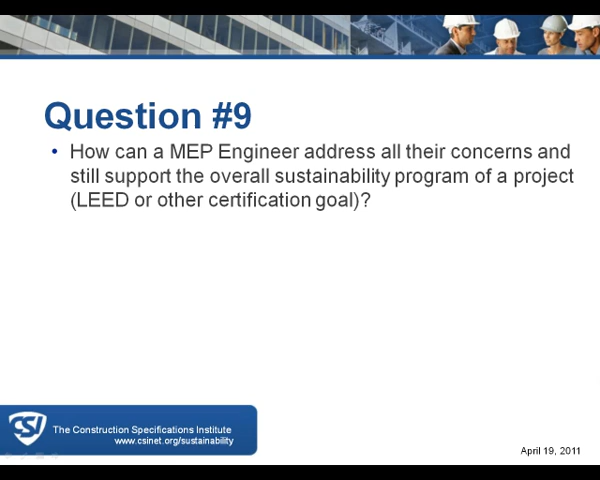 Question #9
• How can a MEP Engineer address all their concerns and
still support the overall sustainability program of a project
(LEED or other certification goal)?
CSI
The Construction Specifications Institute
www.csinet.org/sustainability
April 19, 2011